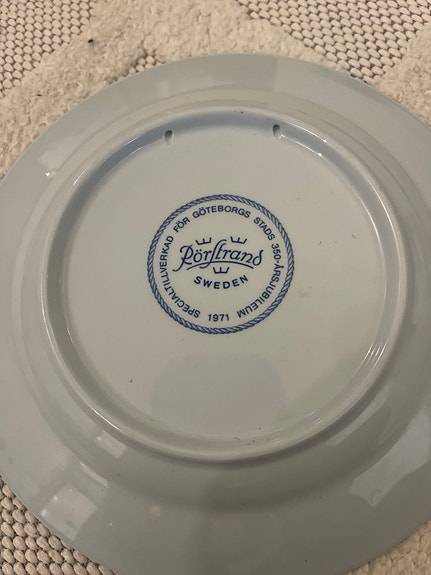 SPECIALTILLVERKAD FÖR GÖTEBORGS STADS 350-ÅRSJUBILEUM
1971
Rörstrand
SWEDEN